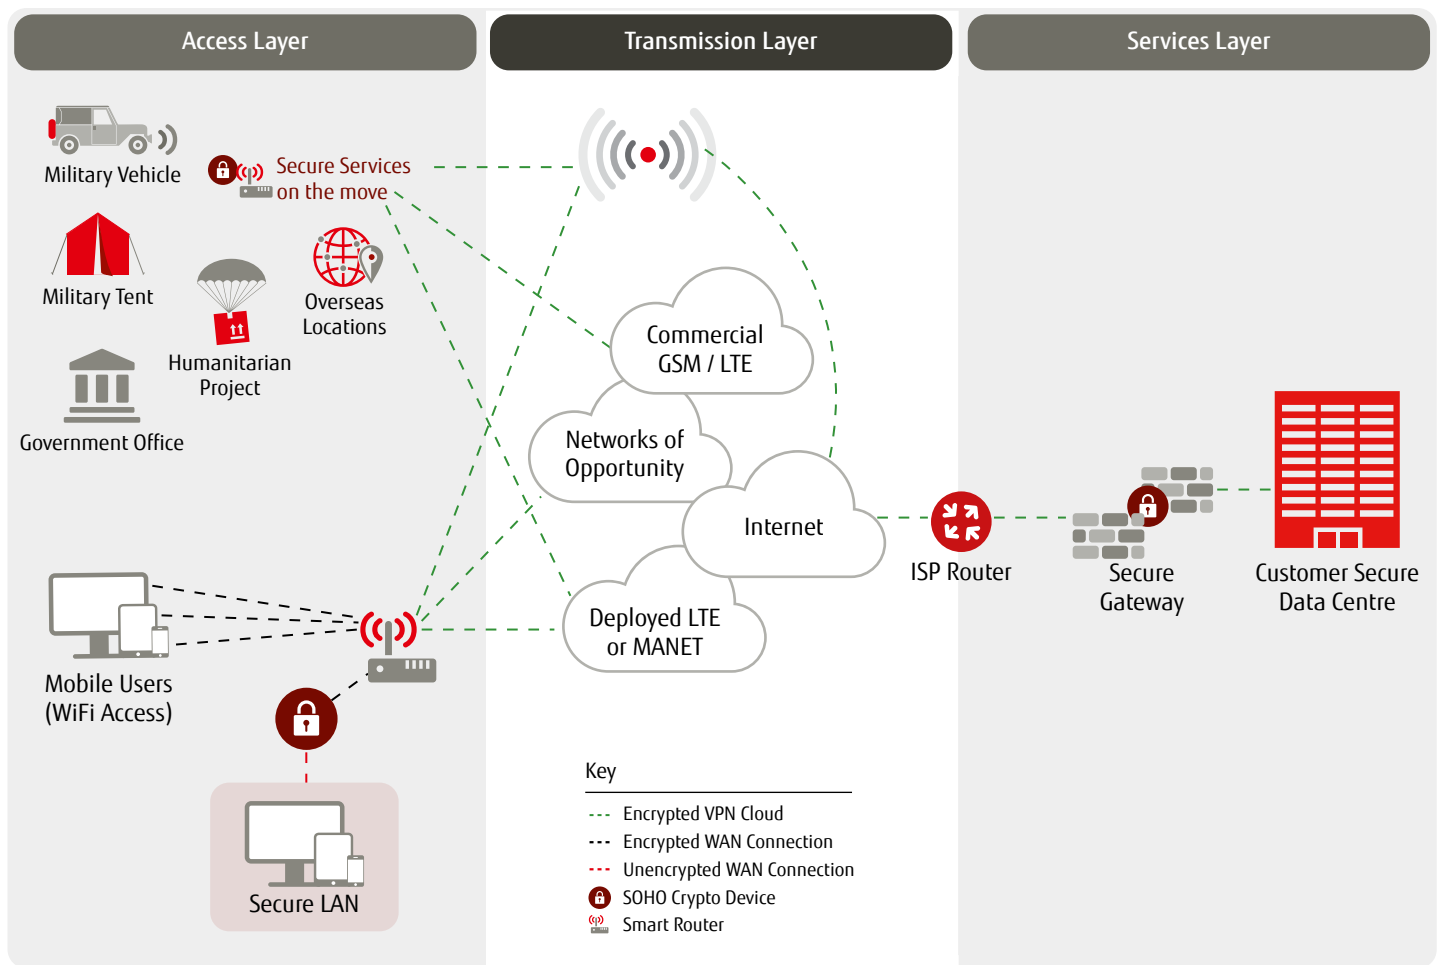 Access Layer
Transmission Layer
Services Layer
Military Vehicle
Secure Services
on the move
Military Tent
Overseas
Locations
Humanitarian
Project
Government Office
Commercial
GSM / LTE
Networks of
Opportunity
Internet
Deployed LTE
or MANET
ISP Router
Secure
Gateway
Customer Secure
Data Centre
Mobile Users
(WiFi Access)
Secure LAN
Key
Encrypted VPN Cloud
Encrypted WAN Connection
Unencrypted WAN Connection
SOHO Crypto Device
Smart Router